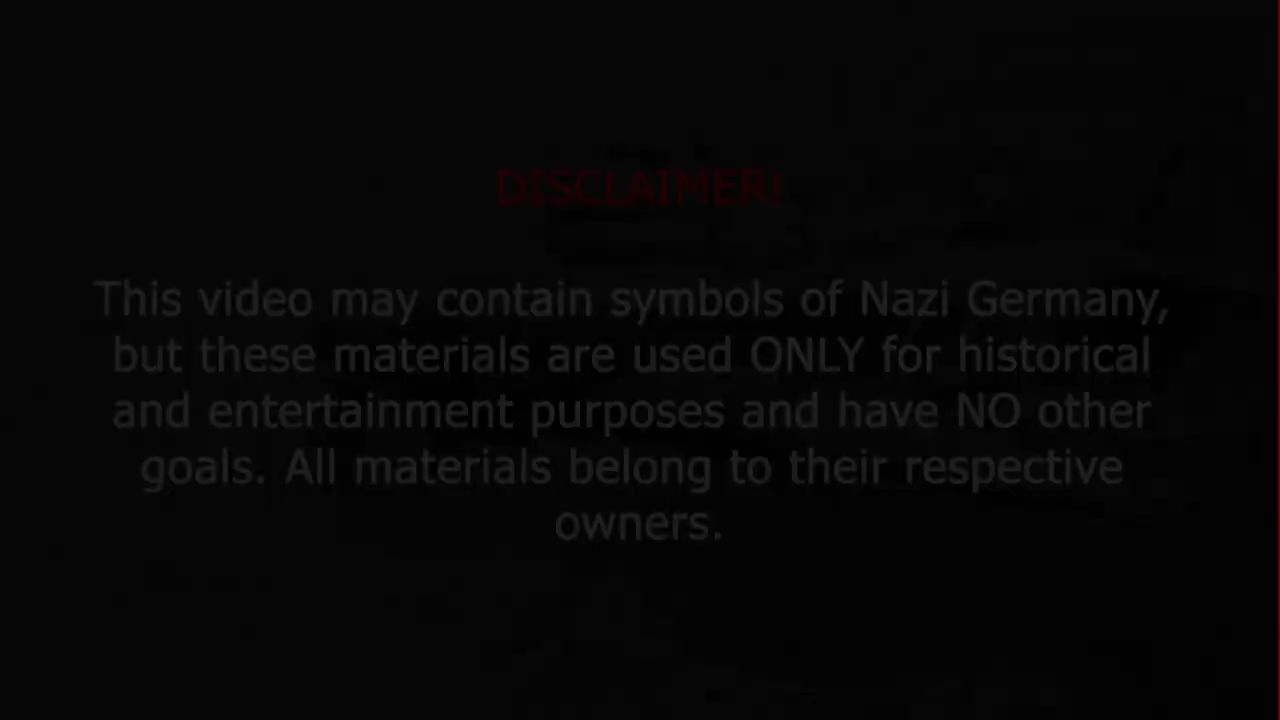 DISCLAIMER!
This video may contain symbols of Nazi Germany,
but these materials are used ONLY for historical
and entertainment purposes and have NO other
goals. All materials belong to their respective
owners.